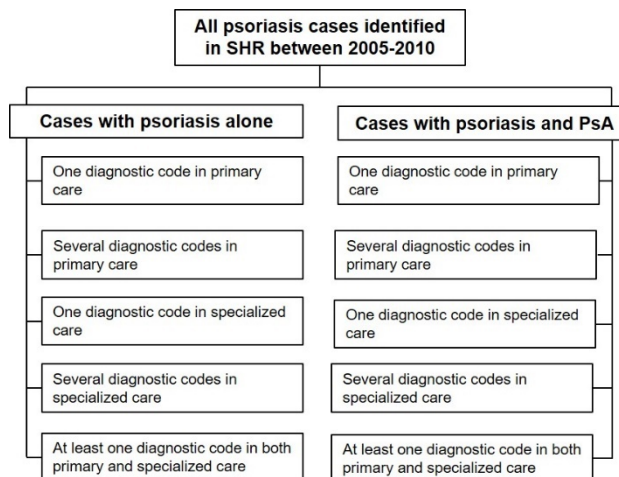 All psoriasis cases identified
in SHR between 2005-2010
Cases with psoriasis alone
Cases with psoriasis and PsA
One diagnostic code in primary
care
One diagnostic code in primary
care
Several diagnostic codes in
primary care
Several diagnostic codes in
primary care
One diagnostic code in specialized
care
One diagnostic code in specialized
care
Several diagnostic codes in
specialized care
Several diagnostic codes in
specialized care
At least one diagnostic code in both
primary and specialized care
At least one diagnostic code in both
primary and specialized care